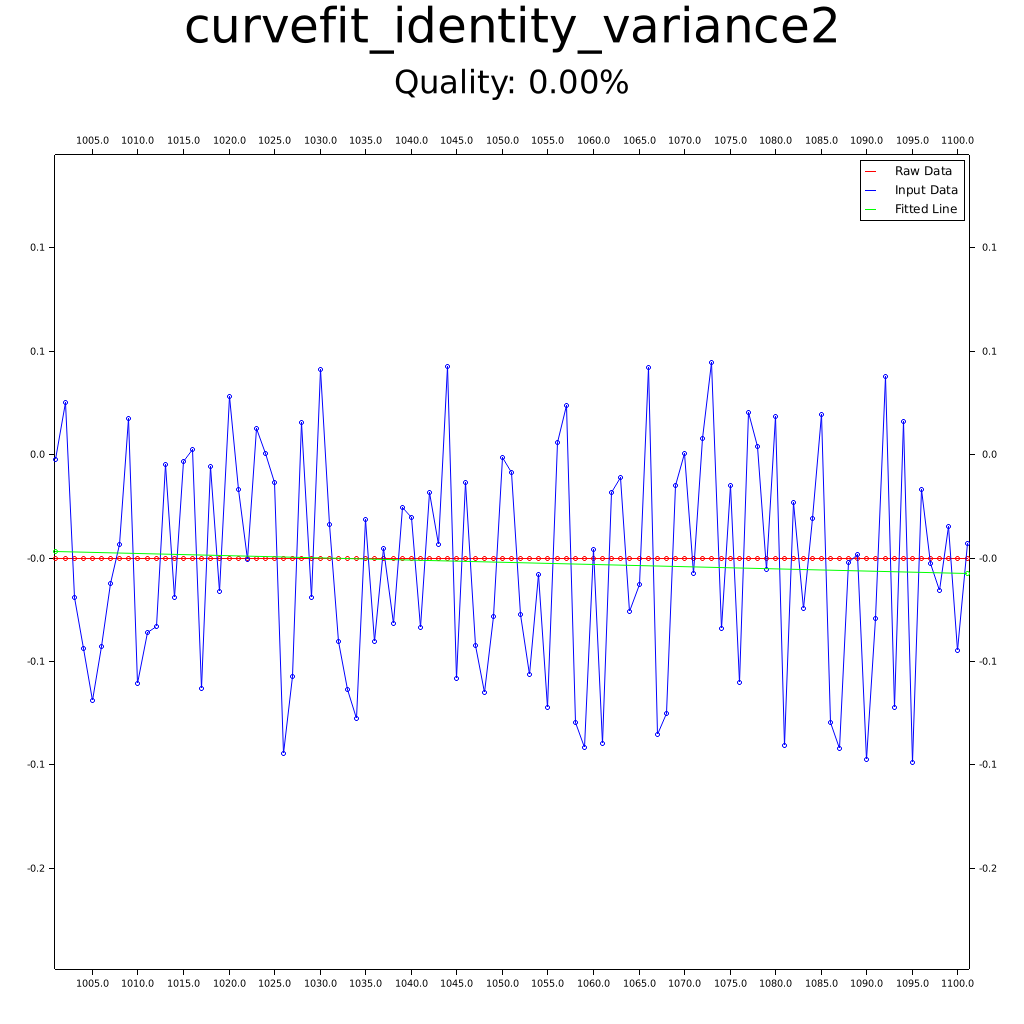 curvefit_identity_variance2
Quality: 0.00%
1005.0 1010.0 1015.0 1020.0 1025.0 1030.0 1035.0 1040.0 1045.0 1050.0 1055.0 1060.0 1065.0 1070.0 1075.0 1080.0 1085.0 1090.0 1095.0 1100.0
Raw Data
Input Data
Fitted Line
0.1 0.1
0.1 0.1
0.0 0.0
-0.0 -0.0
-0.1 -0.1
-0.1 -0.1
-0.2 -0.2
1005.0 1010.0 1015.0 1020.0 1025.0 1030.0 1035.0 1040.0 1045.0 1050.0 1055.0 1060.0 1065.0 1070.0 1075.0 1080.0 1085.0 1090.0 1095.0 1100.0